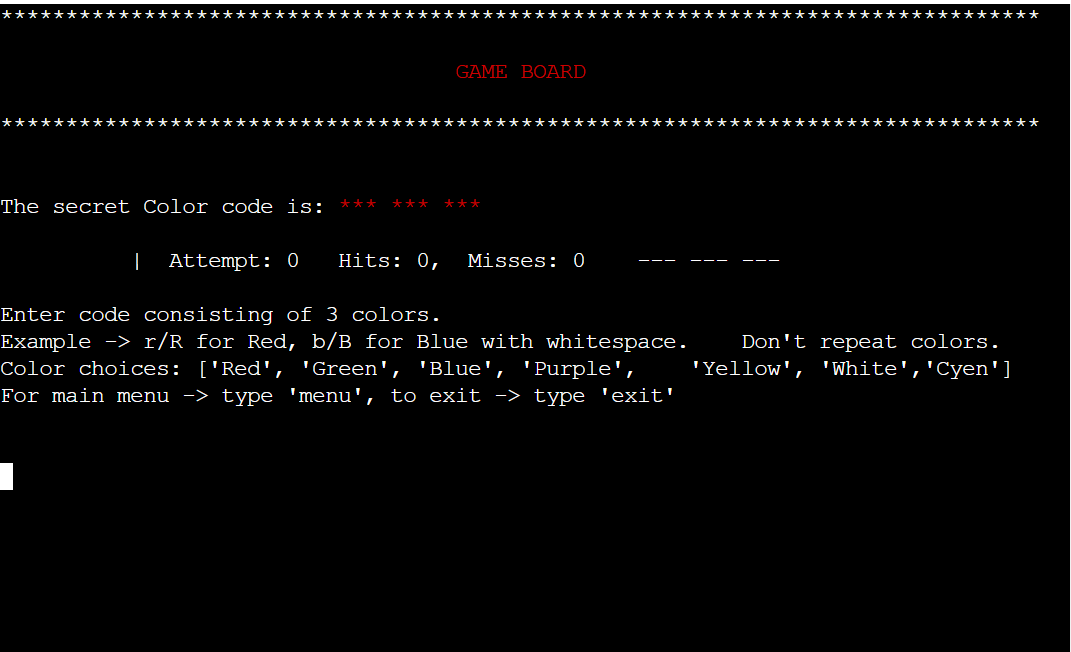 ********************************************************************************
GAME BOARD
********************************************************************************
The secret Color code is: *** *** ***
| Attempt: 0 Hits: 0, Misses: 0 --- --- ---
Enter code consisting of 3 colors.
Example -> r/R for Red, b/B for Blue with whitespace. Don't repeat colors.
Color choices: ['Red', 'Green', 'Blue', 'Purple', 'Yellow', 'White','Cyen']
For main menu -> type 'menu', to exit -> type 'exit'